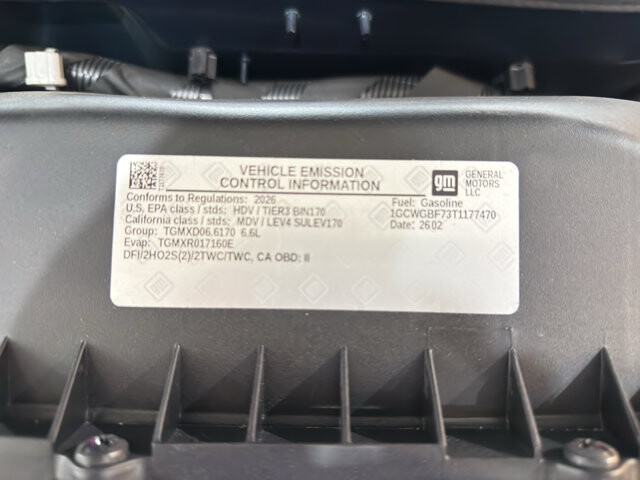 VEHICLE EMISSION
CONTROL INFORMATION
gm GENERAL
MOTORS
LLC
Conforms to Regulations: 2026
Fuel: Gasoline
U.S. EPA class / stds: HDV / TIER3 BIN170
1GCWGBF73T1177470
California class / stds: MDV / LEV4 SULEV170
Date: 26 02
Group: TGMXD06.6170 6.6L
Evap: TGMXR017160E
DFI/2HO2S(2)/2TWC/TWC, CA OBD: II